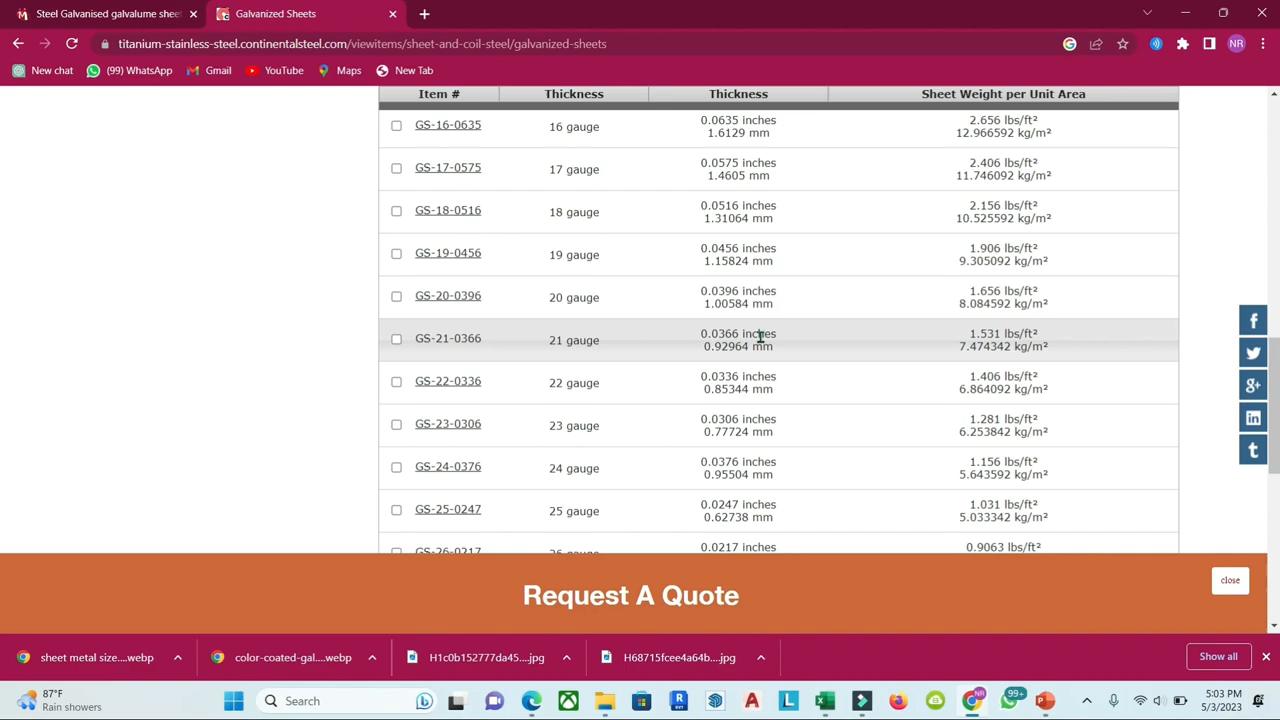 Steel Galvanised galvalume sheet
Galvanized Sheets
titanium-stainless-steel.continentalsteel.com/viewitems/sheet-and-coil-steel/galvanized-sheets
NR
New chat
(99) WhatsApp
Gmail
YouTube
Maps
New Tab
Item # Thickness Thickness Sheet Weight per Unit Area
GS-16-0635 16 gauge 0.0635 inches 2.656 lbs/ft²
1.6129 mm 12.966592 kg/m²
GS-17-0575 17 gauge 0.0575 inches 2.406 lbs/ft²
1.4605 mm 11.746092 kg/m²
GS-18-0516 18 gauge 0.0516 inches 2.156 lbs/ft²
1.31064 mm 10.525592 kg/m²
GS-19-0456 19 gauge 0.0456 inches 1.906 lbs/ft²
1.15824 mm 9.305092 kg/m²
GS-20-0396 20 gauge 0.0396 inches 1.656 lbs/ft²
1.00584 mm 8.084592 kg/m²
GS-21-0366 21 gauge 0.0366 inches 1.531 lbs/ft²
0.92964 mm 7.474342 kg/m²
GS-22-0336 22 gauge 0.0336 inches 1.406 lbs/ft²
0.85344 mm 6.864092 kg/m²
GS-23-0306 23 gauge 0.0306 inches 1.281 lbs/ft²
0.77724 mm 6.253842 kg/m²
GS-24-0376 24 gauge 0.0376 inches 1.156 lbs/ft²
0.95504 mm 5.643592 kg/m²
GS-25-0247 25 gauge 0.0247 inches 1.031 lbs/ft²
0.62738 mm 5.033342 kg/m²
GS-26-0217 26 gauge 0.0217 inches 0.9063 lbs/ft²
Request A Quote
close
sheet metal size....webp
color-coated-gal....webp
H1c0b152777da45....jpg
H68715fcee4a64b....jpg
Show all
87°F
Rain showers
Search
99+
5:03 PM
5/3/2023